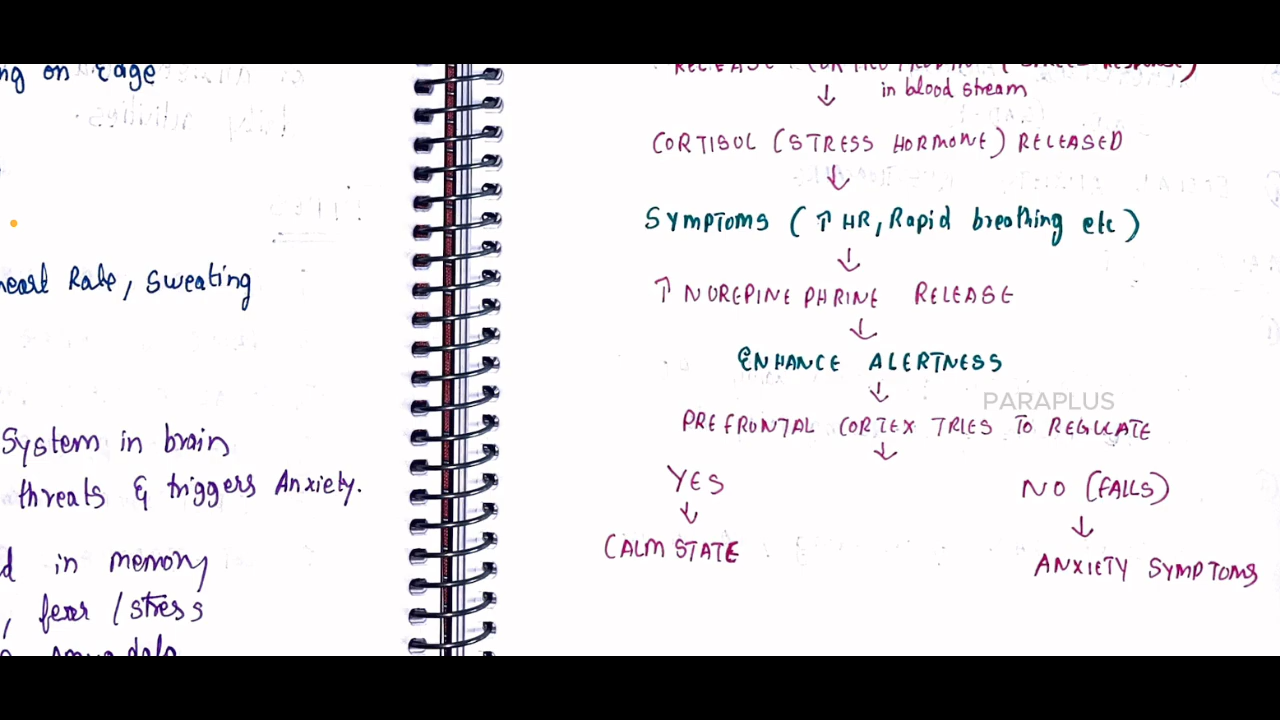 ng on Edge
heart Rate, sweating
System in brain
threats & triggers Anxiety.
d in memory
, fear / stress
RELEASE
in blood stream
↓
CORTISOL (STRESS HORMONE) RELEASED
↓
SYMPTOMS (↑ HR, Rapid breathing etc)
↓
↑ NOREPINEPHRINE RELEASE
↓
ENHANCE ALERTNESS
↓
PARAPLUS
PREFRONTAL CORTEX TRIES TO REGULATE
↓
YES NO (FALLS)
↓ ↓
CALM STATE ANXIETY SYMPTOMS